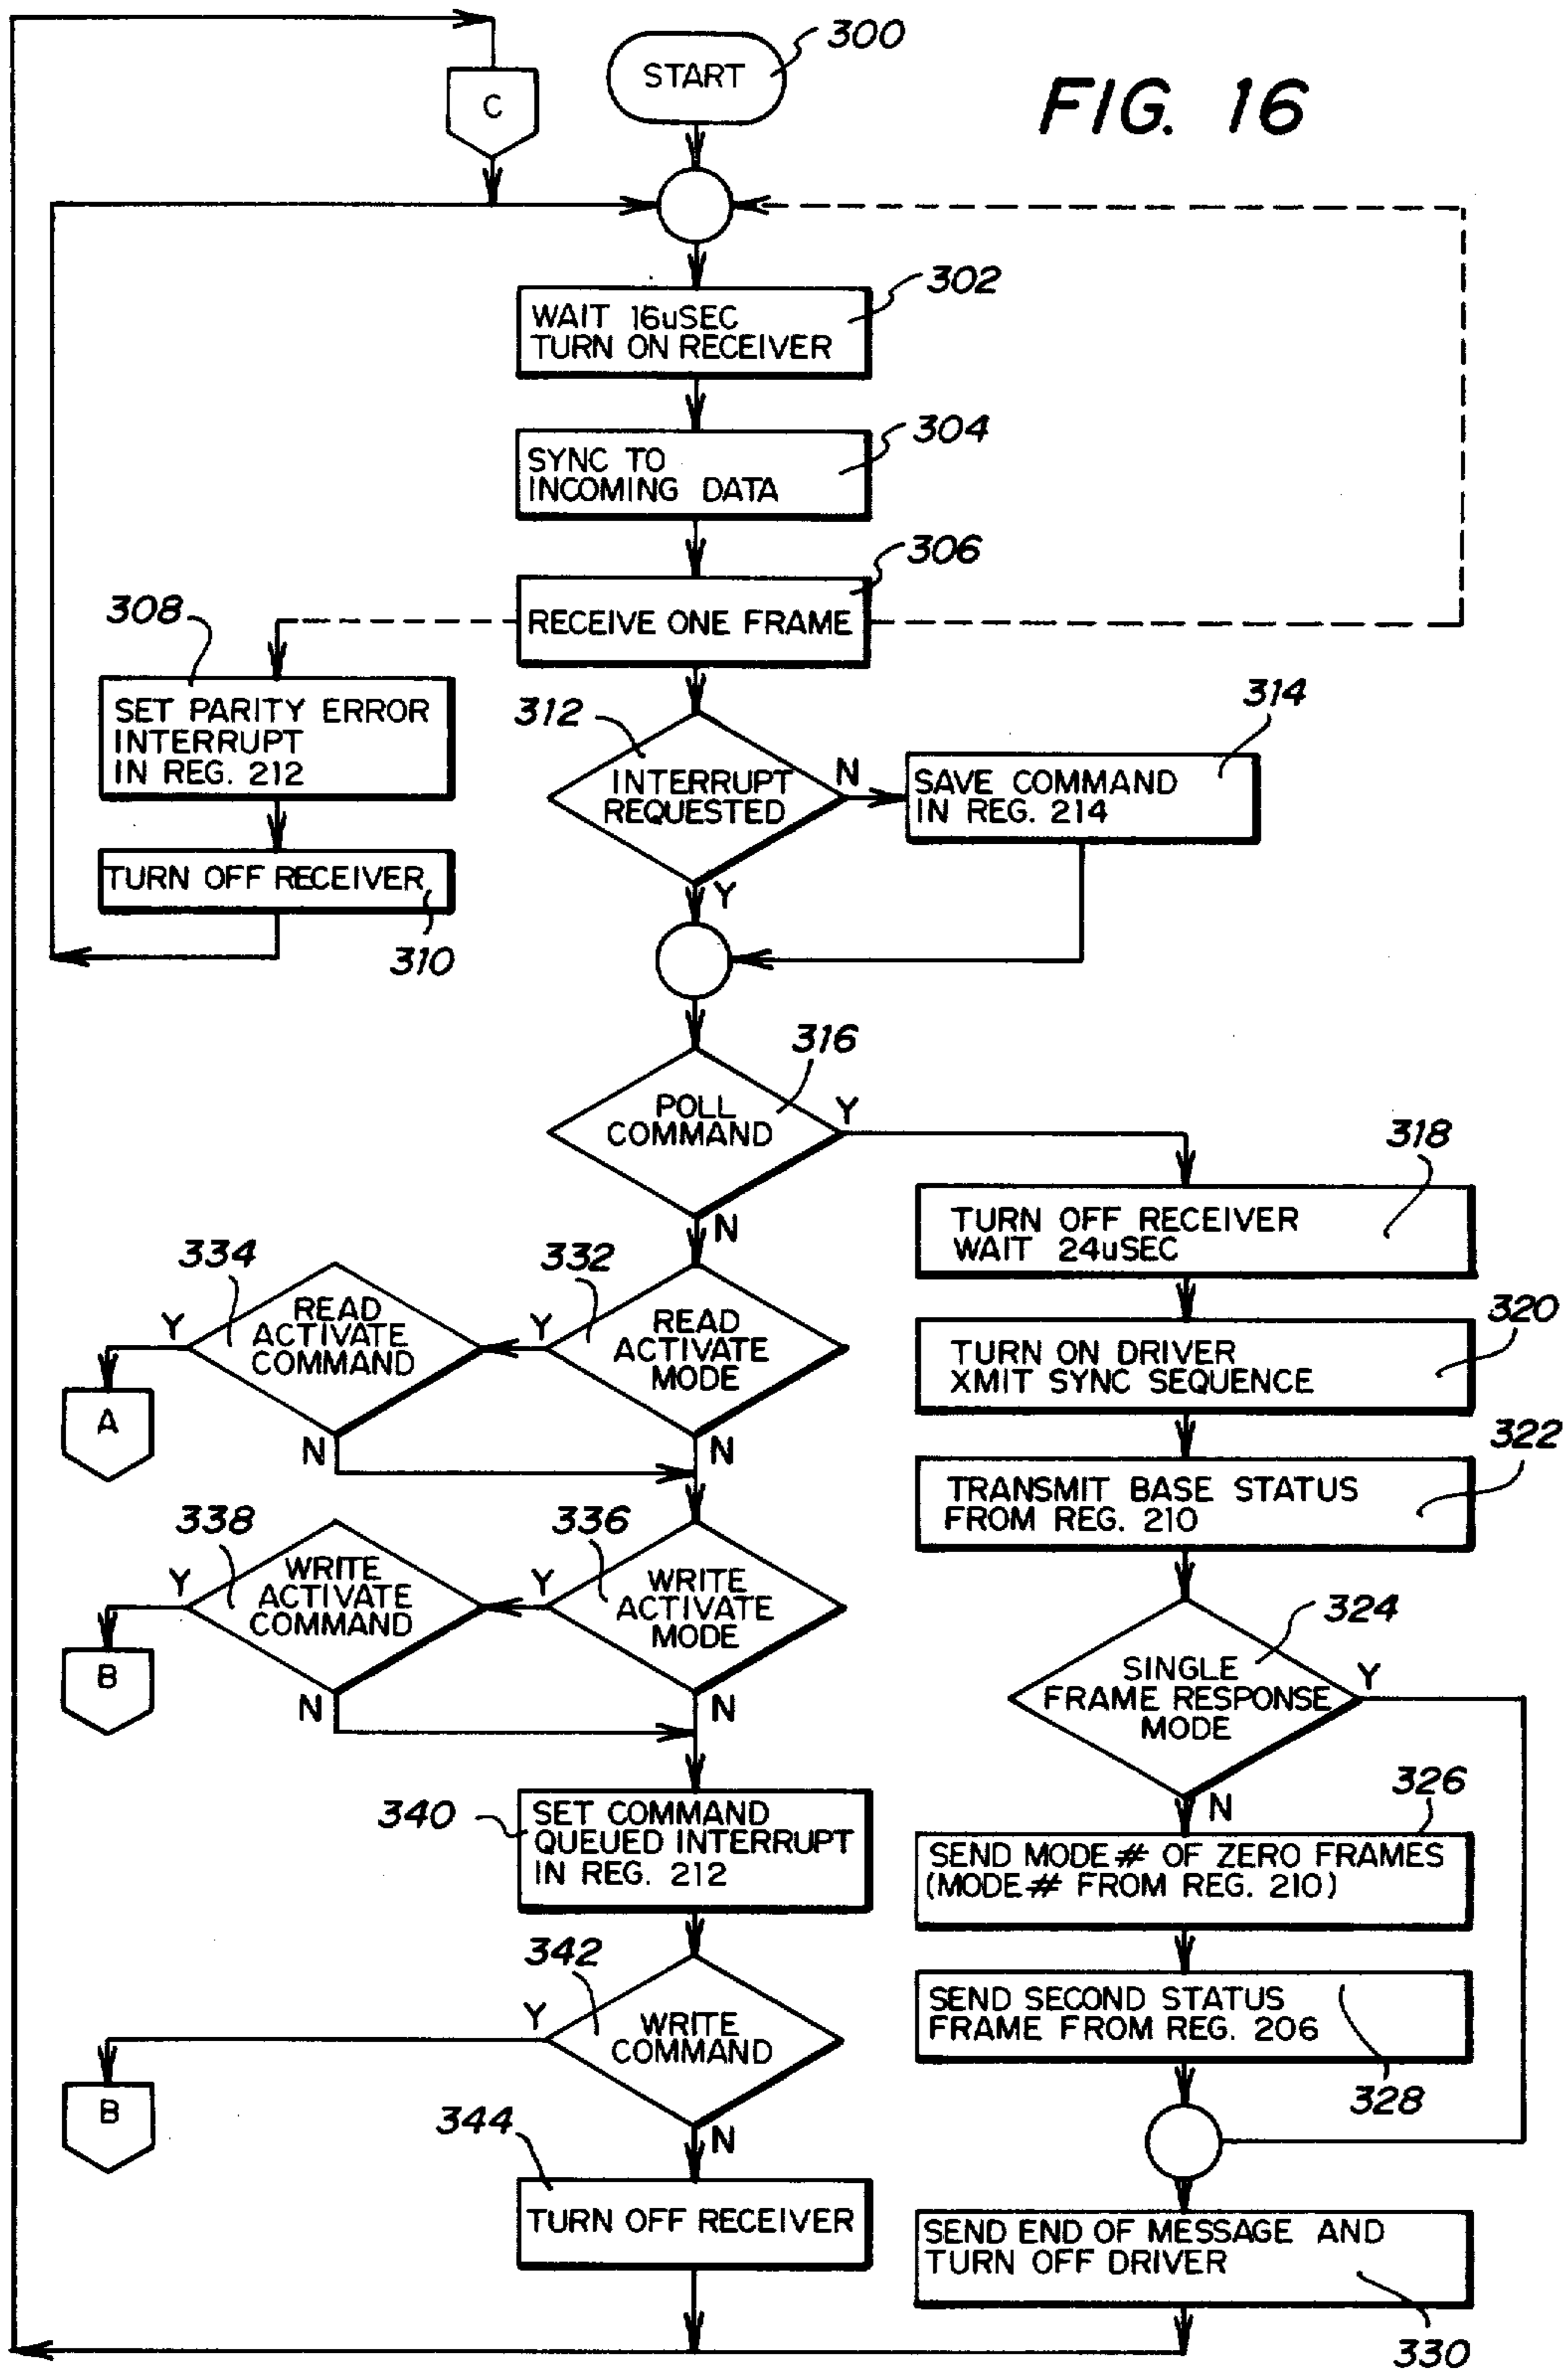 300
START
C
FIG. 16
302
WAIT 16uSEC
TURN ON RECEIVER
304
SYNC TO
INCOMING DATA
306
RECEIVE ONE FRAME
308
SET PARITY ERROR
INTERRUPT
IN REG. 212
TURN OFF RECEIVER
310
312
INTERRUPT
REQUESTED
N
Y
314
SAVE COMMAND
IN REG. 214
316
POLL
COMMAND
Y
N
318
TURN OFF RECEIVER
WAIT 24uSEC
320
TURN ON DRIVER
XMIT SYNC SEQUENCE
322
TRANSMIT BASE STATUS
FROM REG. 210
324
SINGLE
FRAME RESPONSE
MODE
Y
N
326
SEND MODE # OF ZERO FRAMES
(MODE # FROM REG. 210)
SEND SECOND STATUS
FRAME FROM REG. 206
328
SEND END OF MESSAGE AND
TURN OFF DRIVER
330
332
READ
ACTIVATE
MODE
Y
N
334
READ
ACTIVATE
COMMAND
Y
N
A
336
WRITE
ACTIVATE
MODE
Y
N
338
WRITE
ACTIVATE
COMMAND
Y
N
B
340
SET COMMAND
QUEUED INTERRUPT
IN REG. 212
342
WRITE
COMMAND
Y
N
B
344
TURN OFF RECEIVER